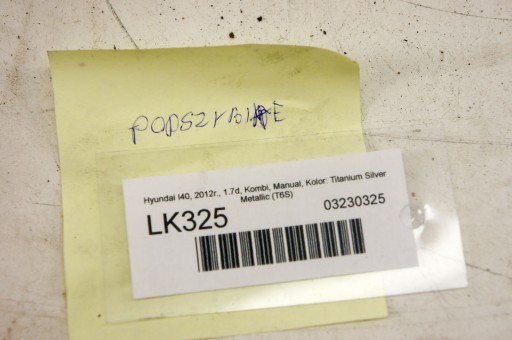 PODSZYBIE
Hyundai I40, 2012r., 1.7d, Kombi, Manual, Kolor: Titanium Silver
Metallic (T6S)
LK325
03230325